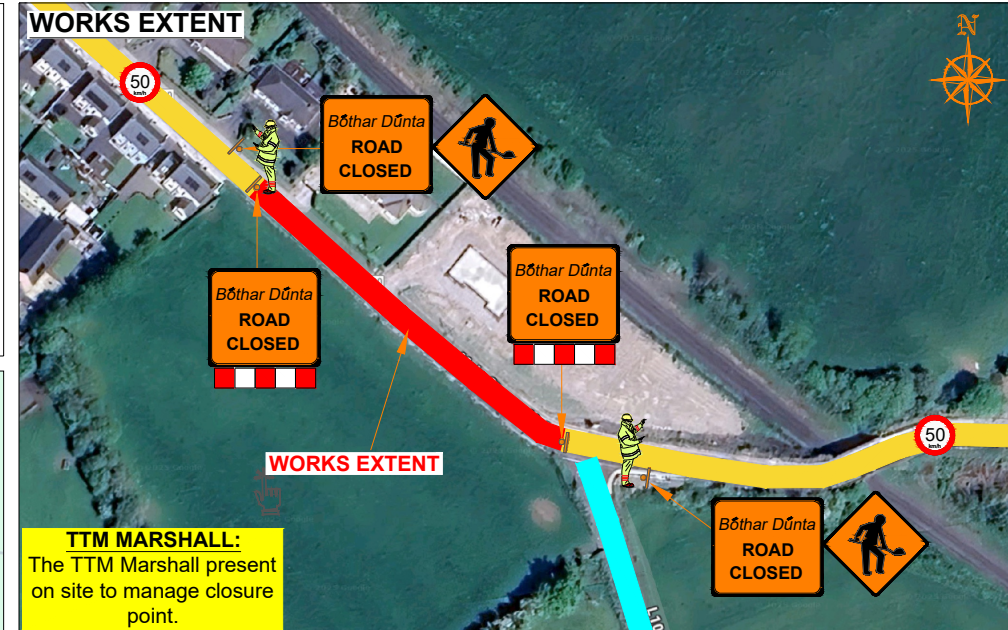 WORKS EXTENT
N
50
km/h
Bóthar Dúnta
ROAD
CLOSED
Bóthar Dúnta
ROAD
CLOSED
Bóthar Dúnta
ROAD
CLOSED
50
km/h
WORKS EXTENT
Bóthar Dúnta
ROAD
CLOSED
TTM MARSHALL:
The TTM Marshall present
on site to manage closure
point.